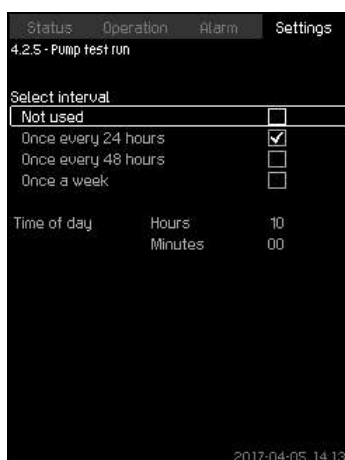 Status Operation Alarm Settings
4.2.5 - Pump test run
Select interval
Not used
Once every 24 hours
Once every 48 hours
Once a week
Time of day Hours 10
Minutes 00
2017-04-05 14:13